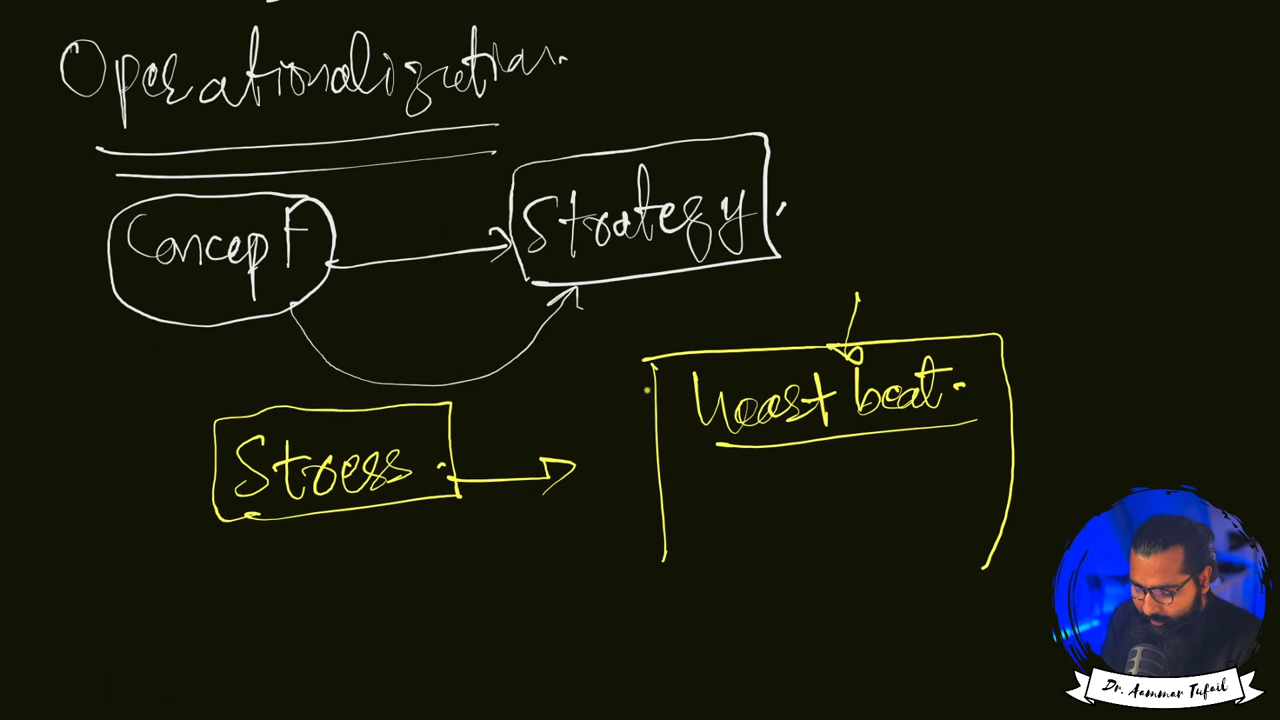 Operationalization.
Concept
Strategy
Stress
heart beat.
Dr. Aammar Tufail